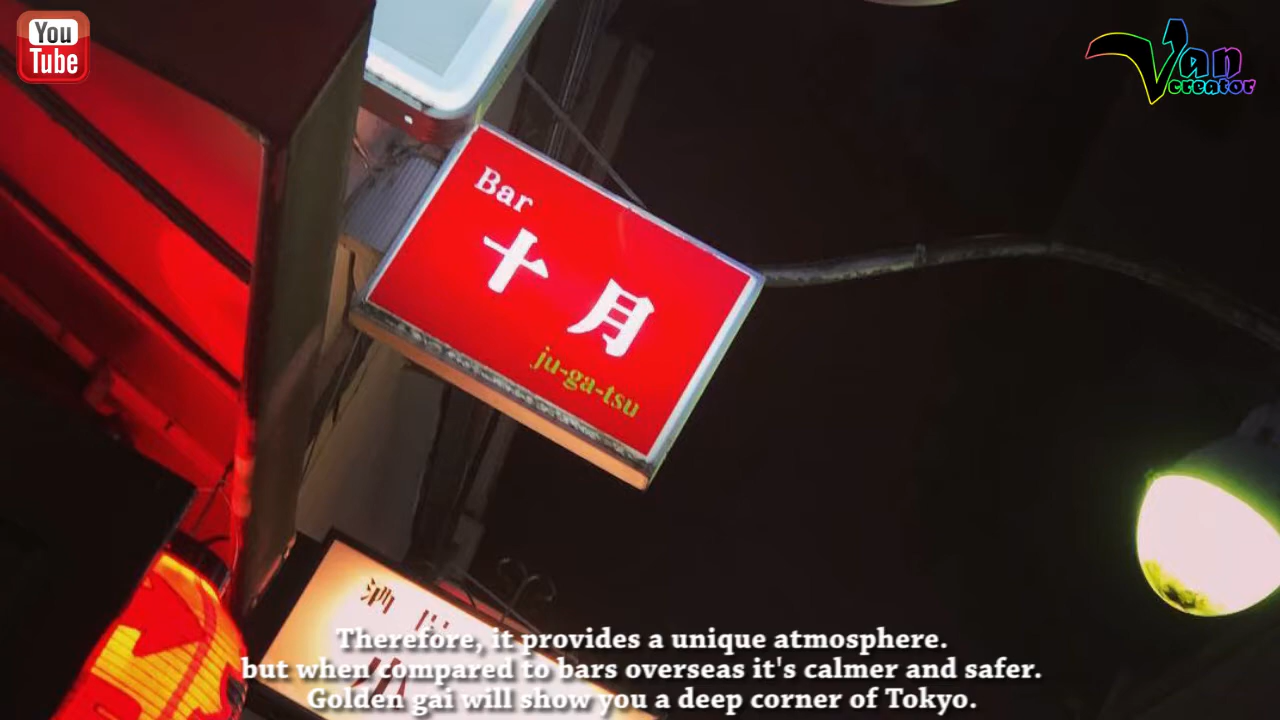 You
Tube
Van
creator
Bar
十月
ju-ga-tsu
酒
Therefore, it provides a unique atmosphere.
but when compared to bars overseas it's calmer and safer.
Golden gai will show you a deep corner of Tokyo.